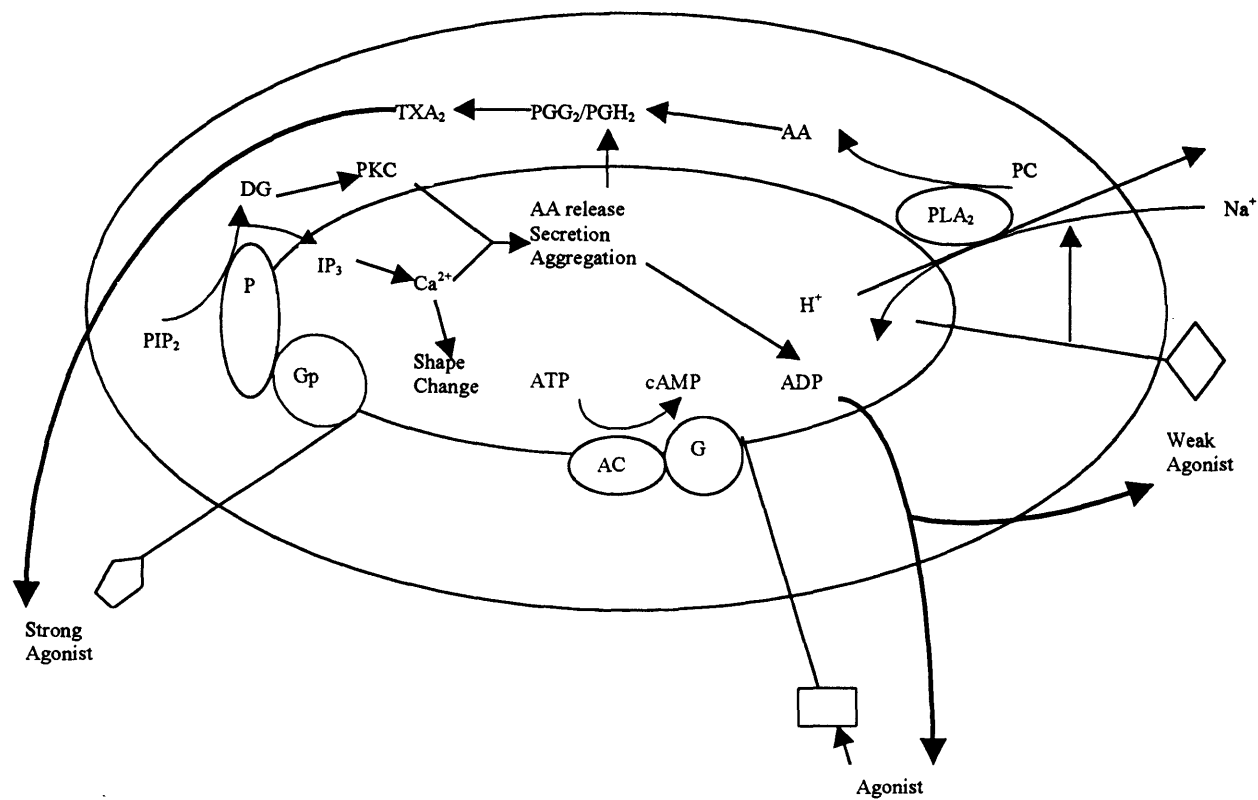 TXA₂
PGG₂/PGH₂
AA
PC
DG
PKC
PLA₂
Na⁺
AA release
Secretion
Aggregation
P
IP₃
Ca²⁺
H⁺
PIP₂
Gp
Shape
Change
ATP
cAMP
ADP
AC
G
Weak
Agonist
Strong
Agonist
Agonist